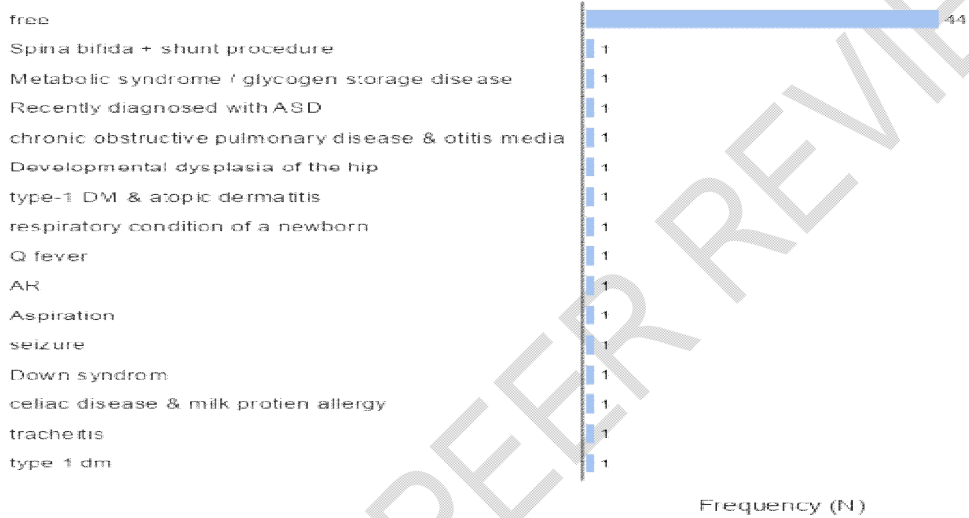 free 44
Spina bifida + shunt procedure 1
Metabolic syndrome / glycogen storage disease 1
Recently diagnosed with ASD 1
chronic obstructive pulmonary disease & otitis media 1
Developmental dysplasia of the hip 1
type-1 DM & atopic dermatitis 1
respiratory condition of a newborn 1
Q fever 1
AR 1
Aspiration 1
seizure 1
Down syndrom 1
celiac disease & milk protien allergy 1
tracheitis 1
type 1 dm 1
Frequency (N)
PEER REVIEW